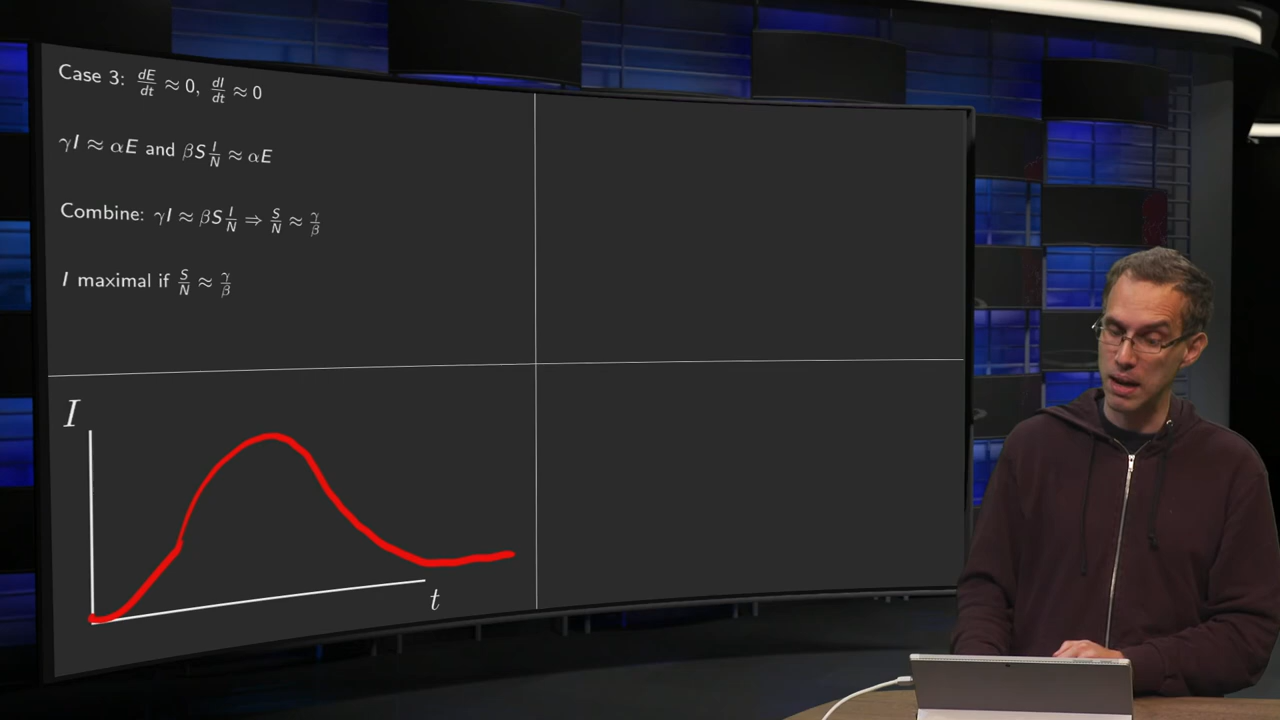 Case 3: dE/dt ≈ 0, dI/dt ≈ 0
γI ≈ αE and βS I/N ≈ αE
Combine: γI ≈ βS I/N ⇒ S/N ≈ γ/β
I maximal if S/N ≈ γ/β
I
t